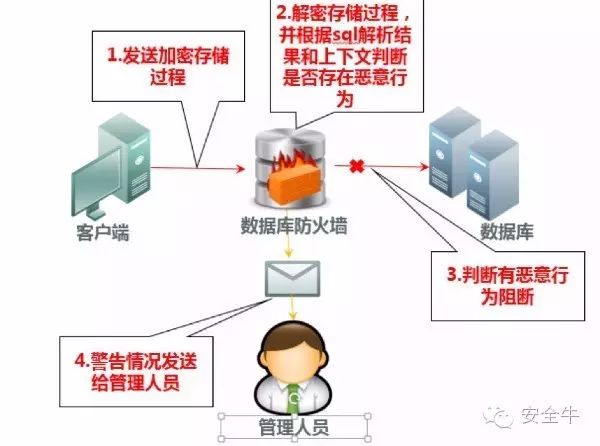 1.发送加密存储
过程
2.解密存储过程，
并根据sql解析结
果和上下文判断
是否存在恶意行
为
客户端
数据库防火墙
数据库
3.判断有恶意行
为阻断
4.警告情况发送
给管理人员
管理人员
安全牛